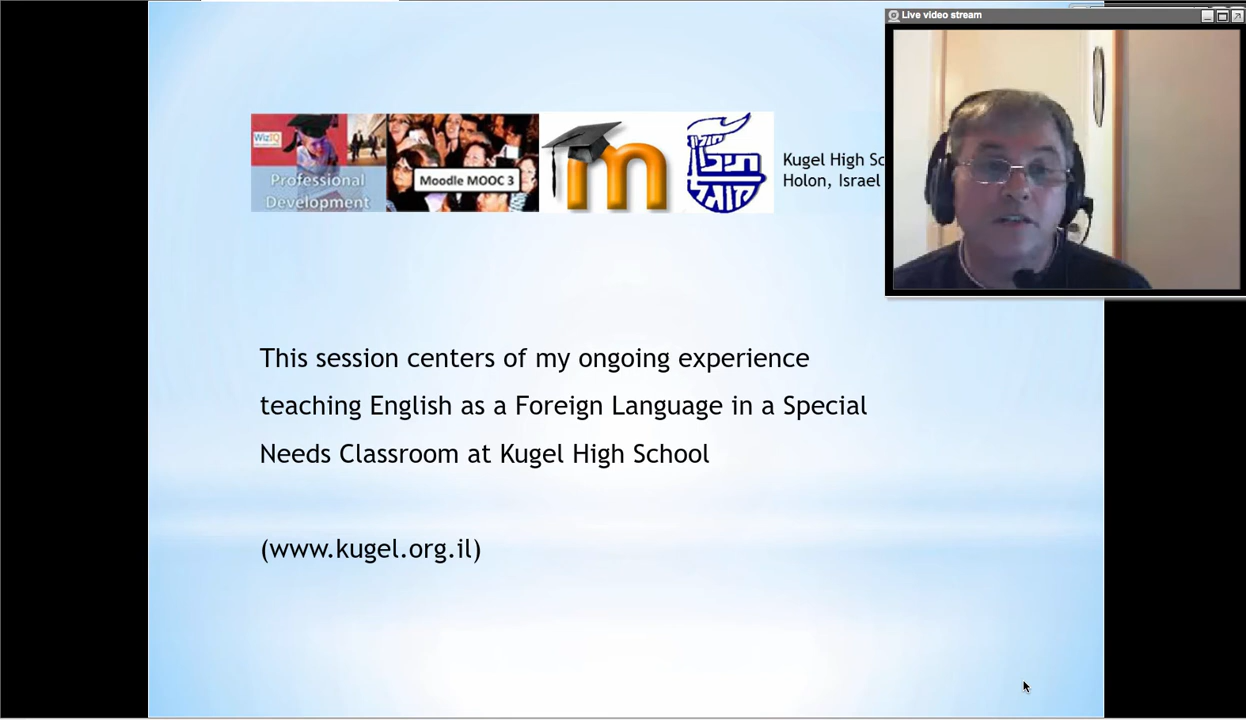 Live video stream
WizIQ
Professional
Development
Moodle MOOC 3
m
תיכון
קוגל
Kugel High Sc
Holon, Israel
This session centers of my ongoing experience
teaching English as a Foreign Language in a Special
Needs Classroom at Kugel High School
(www.kugel.org.il)